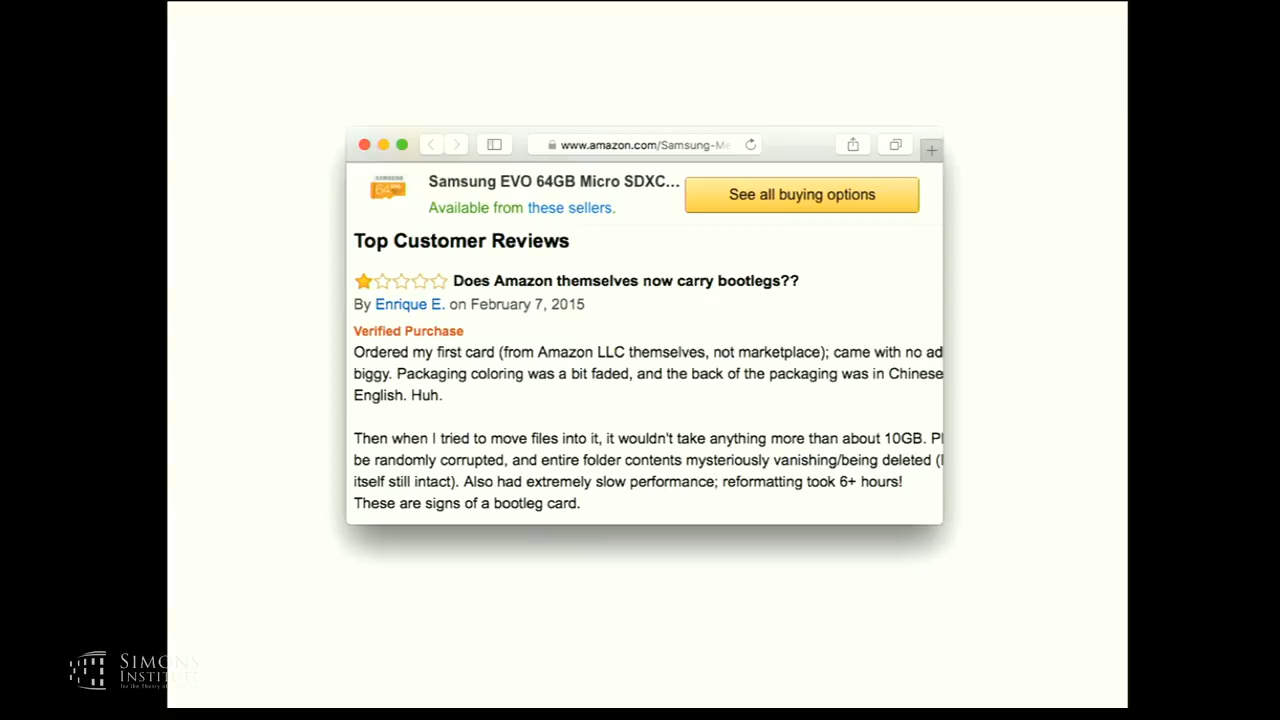 www.amazon.com/Samsung-Me
Samsung EVO 64GB Micro SDXC...
See all buying options
Available from these sellers.
Top Customer Reviews
Does Amazon themselves now carry bootlegs??
By Enrique E. on February 7, 2015
Verified Purchase
Ordered my first card (from Amazon LLC themselves, not marketplace); came with no ad
biggy. Packaging coloring was a bit faded, and the back of the packaging was in Chinese
English. Huh.
Then when I tried to move files into it, it wouldn't take anything more than about 10GB.
be randomly corrupted, and entire folder contents mysteriously vanishing/being deleted
itself still intact). Also had extremely slow performance; reformatting took 6+ hours!
These are signs of a bootleg card.
SIMONS
INSTITUTE
for the Theory of